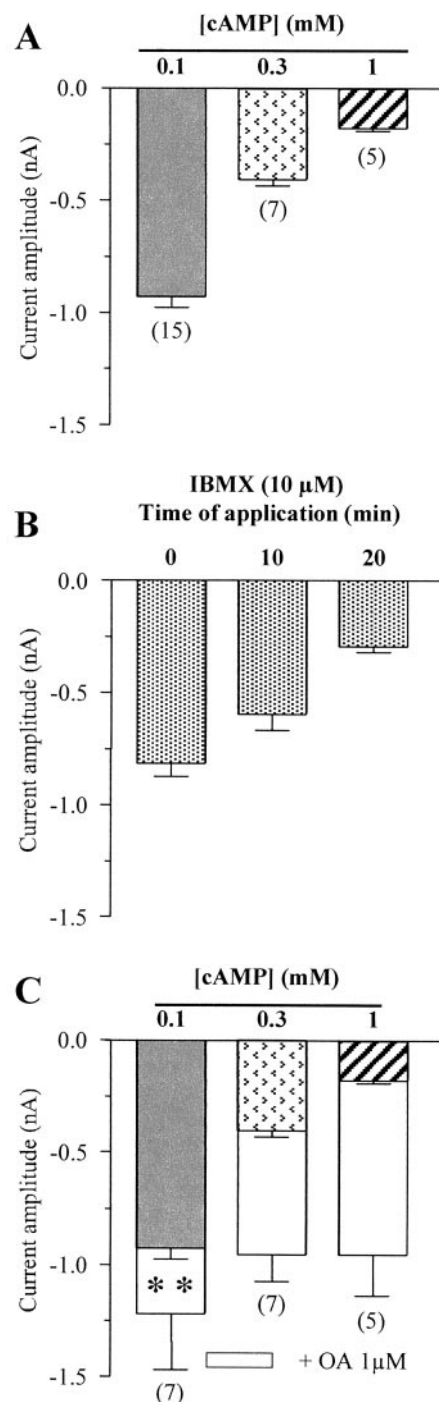 A
[cAMP] (mM)
0.1 0.3 1
0.0
-0.5
-1.0
-1.5
Current amplitude (nA)
(15)
(7)
(5)
B
IBMX (10 µM)
Time of application (min)
0 10 20
0.0
-0.5
-1.0
-1.5
Current amplitude (nA)
C
[cAMP] (mM)
0.1 0.3 1
0.0
-0.5
-1.0
-1.5
Current amplitude (nA)
* *
(7)
(7)
(5)
+ OA 1µM